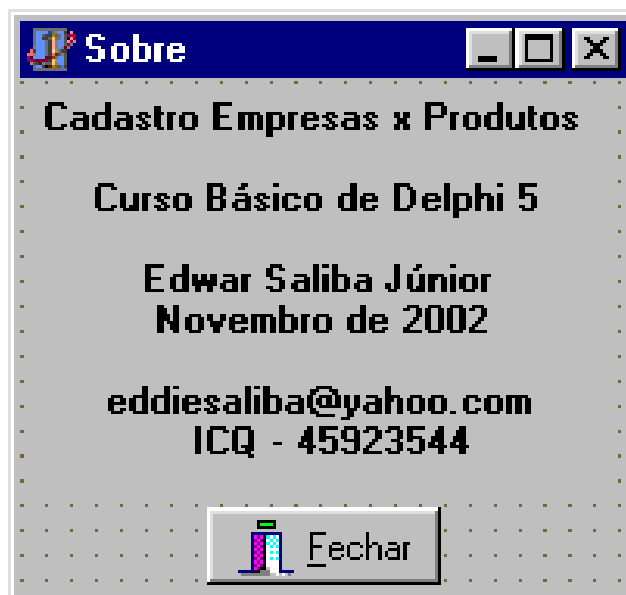 Sobre
Cadastro Empresas x Produtos
Curso Básico de Delphi 5
Edwar Saliba Júnior
Novembro de 2002
eddiesaliba@yahoo.com
ICQ - 45923544
Fechar